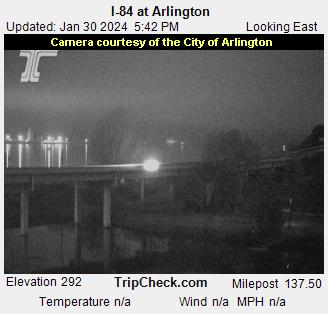 I-84 at Arlington
Updated: Jan 30 2024 5:42 PM Looking East
Camera courtesy of the City of Arlington
Elevation 292 TripCheck.com Milepost 137.50
Temperature n/a Wind n/a MPH n/a